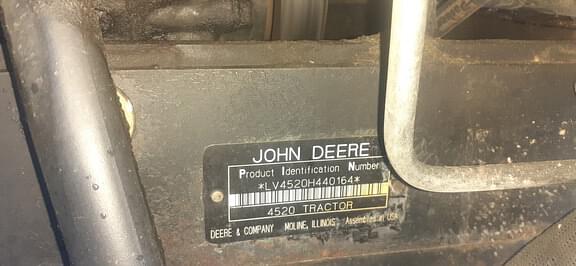 JOHN DEERE
Product Identification Number
*LV4520H440164*
4520 TRACTOR
DEERE & COMPANY MOLINE, ILLINOIS Assembled in USA